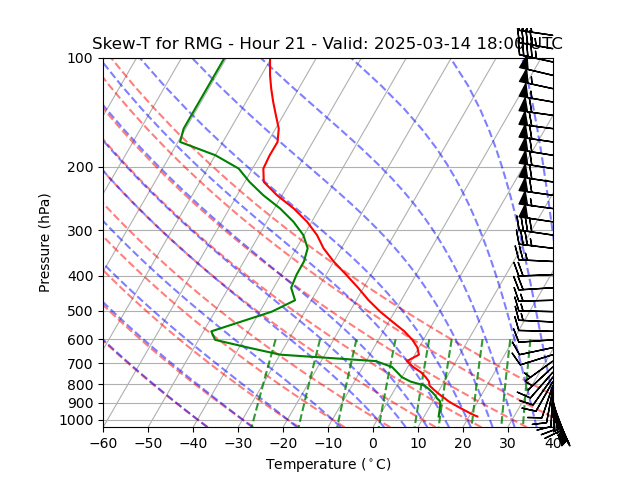 Skew-T for RMG - Hour 21 - Valid: 2025-03-14 18:00 UTC
100
200
300
400
500
600
700
800
900
1000
Pressure (hPa)
−60 −50 −40 −30 −20 −10 0 10 20 30 40
Temperature (°C)